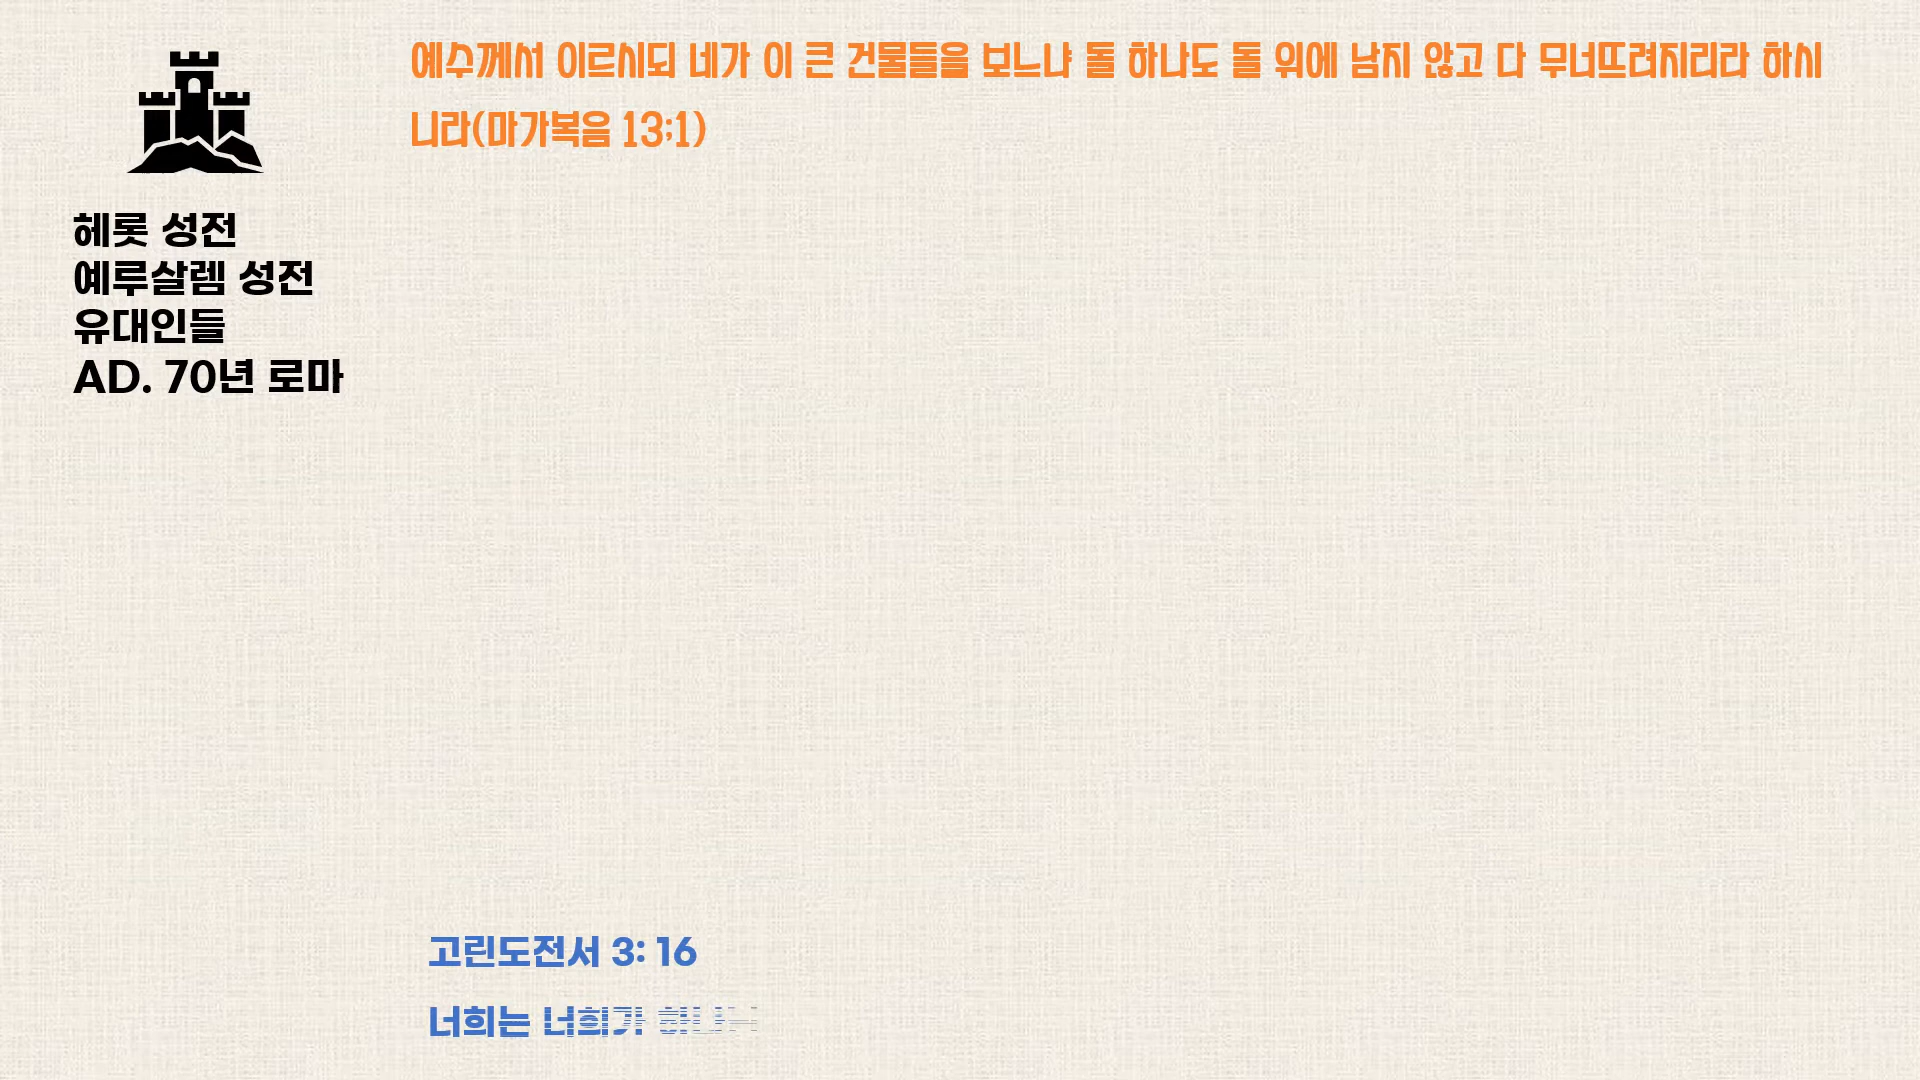 예수께서 이르시되 네가 이 큰 건물들을 보느냐 돌 하나도 돌 위에 남지 않고 다 무너뜨려지리라 하시
니라(마가복음 13;1)
헤롯 성전
예루살렘 성전
유대인들
AD. 70년 로마
고린도전서 3: 16
너희는 너희가 하나